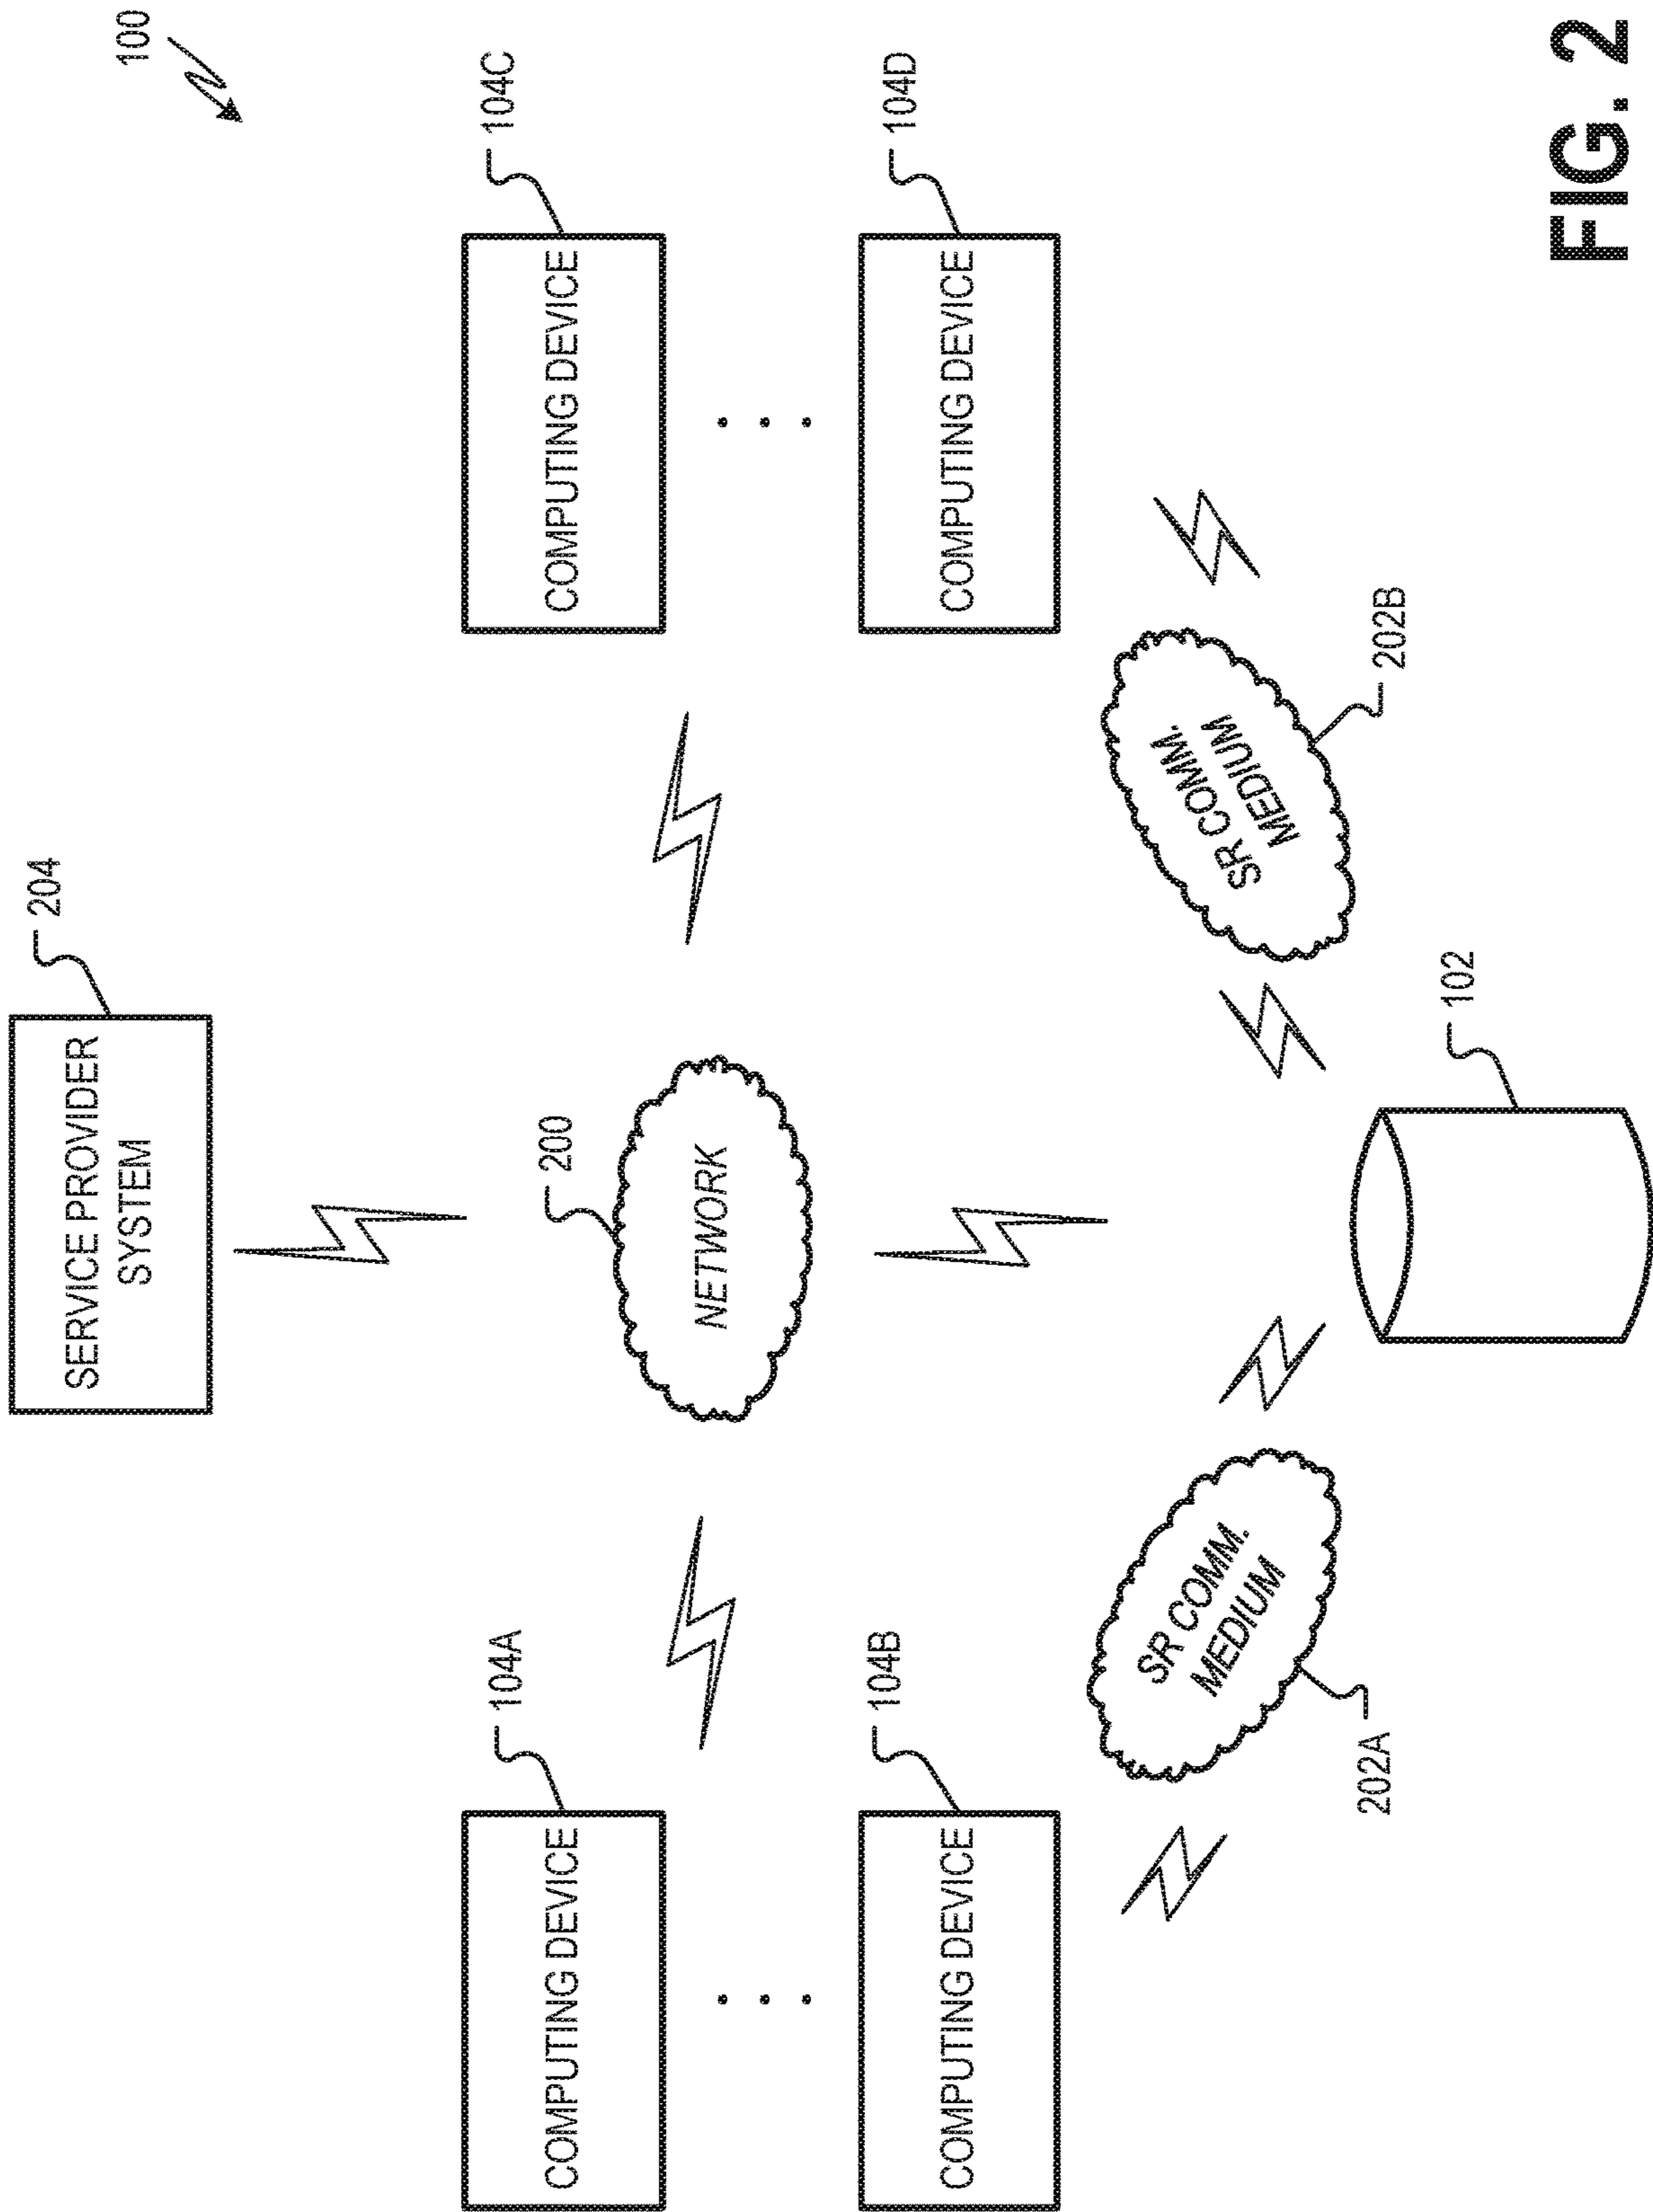 100
204
SERVICE PROVIDER
SYSTEM
104A
COMPUTING DEVICE
104C
COMPUTING DEVICE
200
NETWORK
104B
COMPUTING DEVICE
104D
COMPUTING DEVICE
SR COMM.
MEDIUM
202A
SR COMM.
MEDIUM
202B
102
FIG. 2